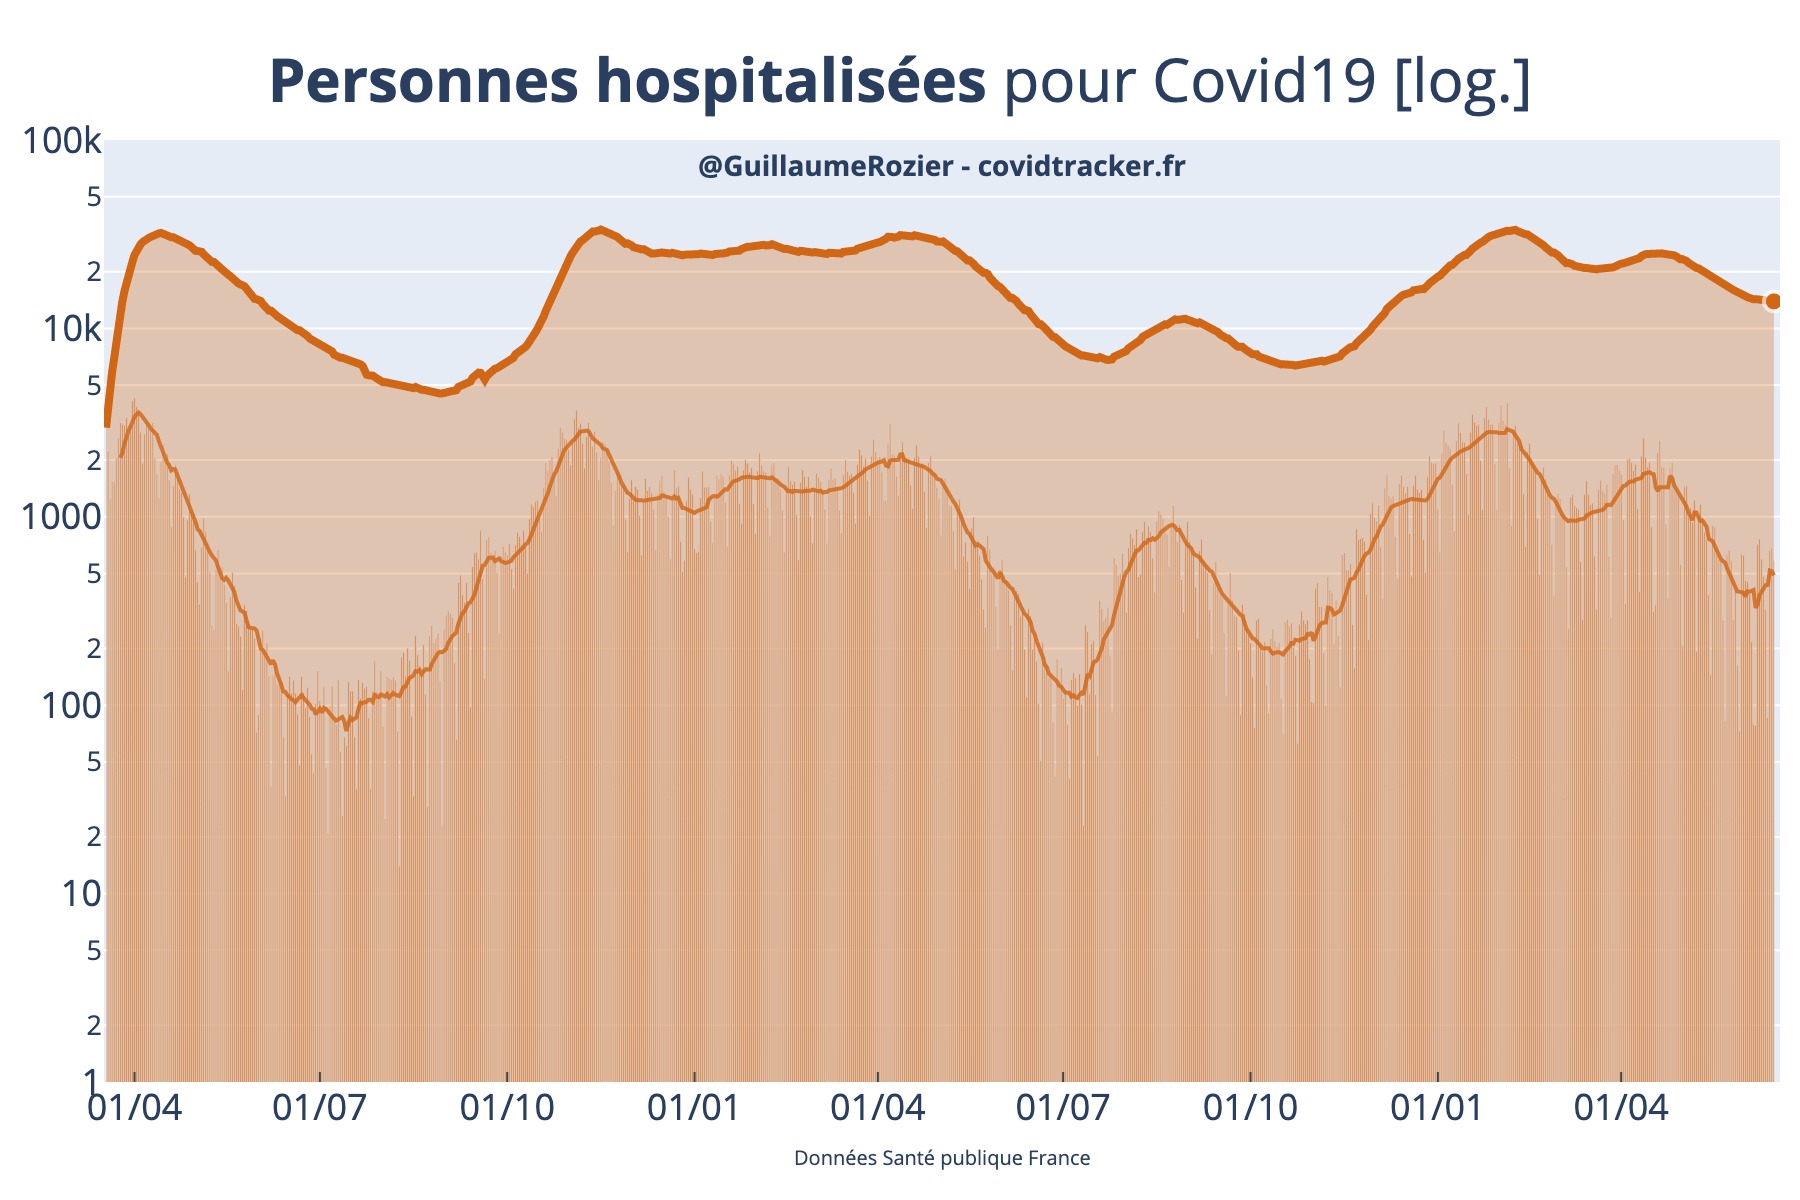 Personnes hospitalisées pour Covid19 [log.]
@GuillaumeRozier - covidtracker.fr
100k
5
2
10k
5
2
1000
5
2
100
5
2
10
5
2
1
01/04 01/07 01/10 01/01 01/04 01/07 01/10 01/01 01/04
Données Santé publique France